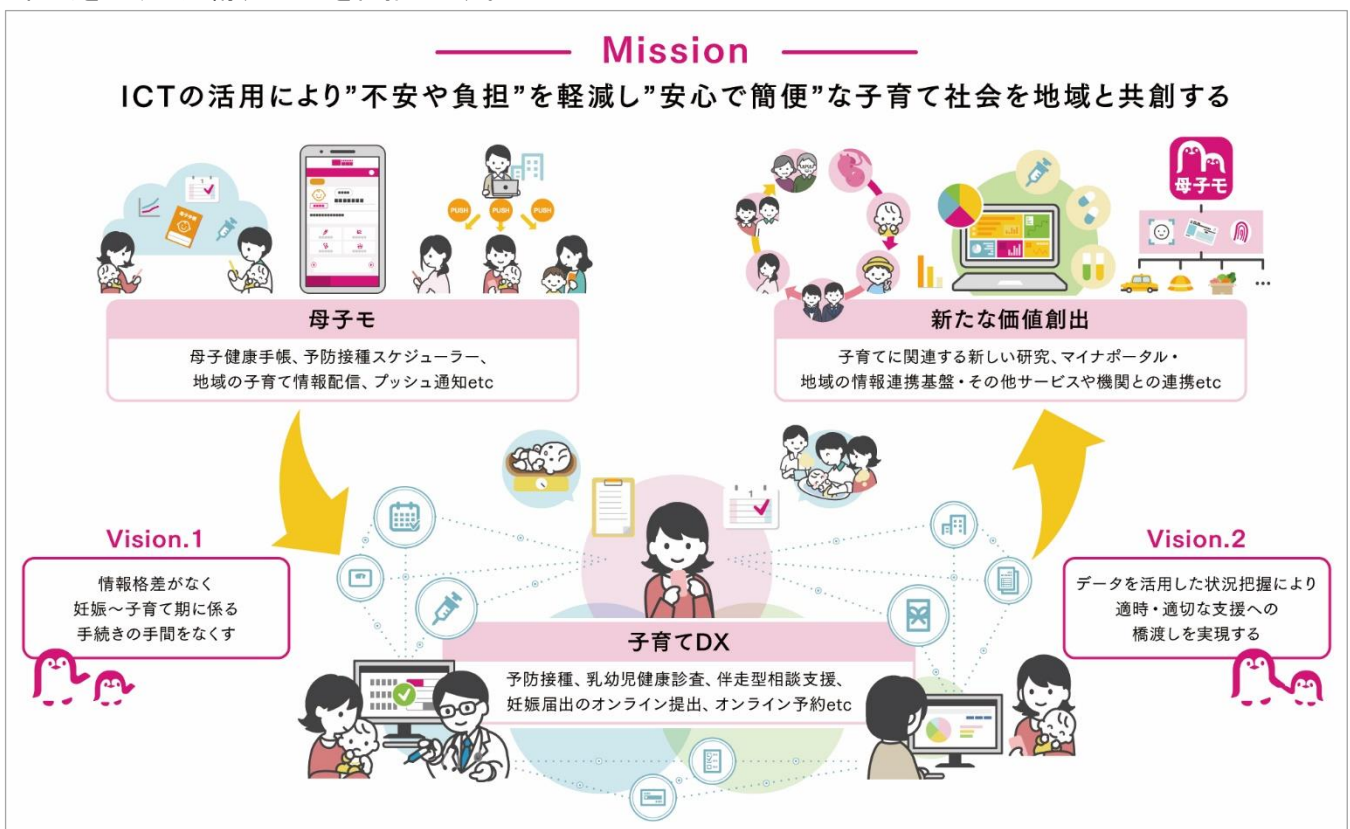 Mission
ICTの活用により”不安や負担”を軽減し”安心で簡便”な子育て社会を地域と共創する
母子手帳
PUSH
PUSH
PUSH
母子モ
母子健康手帳、予防接種スケジューラー、
地域の子育て情報配信、プッシュ通知etc
母子モ
...
新たな価値創出
子育てに関連する新しい研究、マイナポータル・
地域の情報連携基盤・その他サービスや機関との連携etc
Vision.1
情報格差がなく
妊娠～子育て期に係る
手続きの手間をなくす
1
子育てDX
予防接種、乳幼児健康診査、伴走型相談支援、
妊娠届出のオンライン提出、オンライン予約etc
Vision.2
データを活用した状況把握により
適時・適切な支援への
橋渡しを実現する